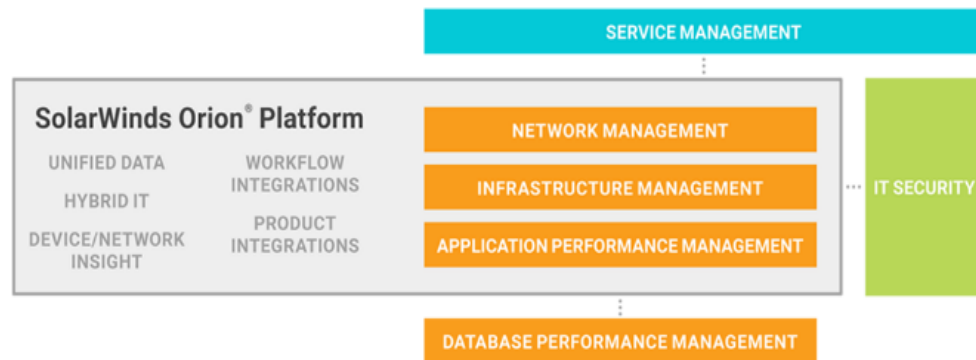 SERVICE MANAGEMENT
SolarWinds Orion® Platform
UNIFIED DATA
HYBRID IT
DEVICE/NETWORK
INSIGHT
WORKFLOW
INTEGRATIONS
PRODUCT
INTEGRATIONS
NETWORK MANAGEMENT
INFRASTRUCTURE MANAGEMENT
APPLICATION PERFORMANCE MANAGEMENT
IT SECURITY
DATABASE PERFORMANCE MANAGEMENT